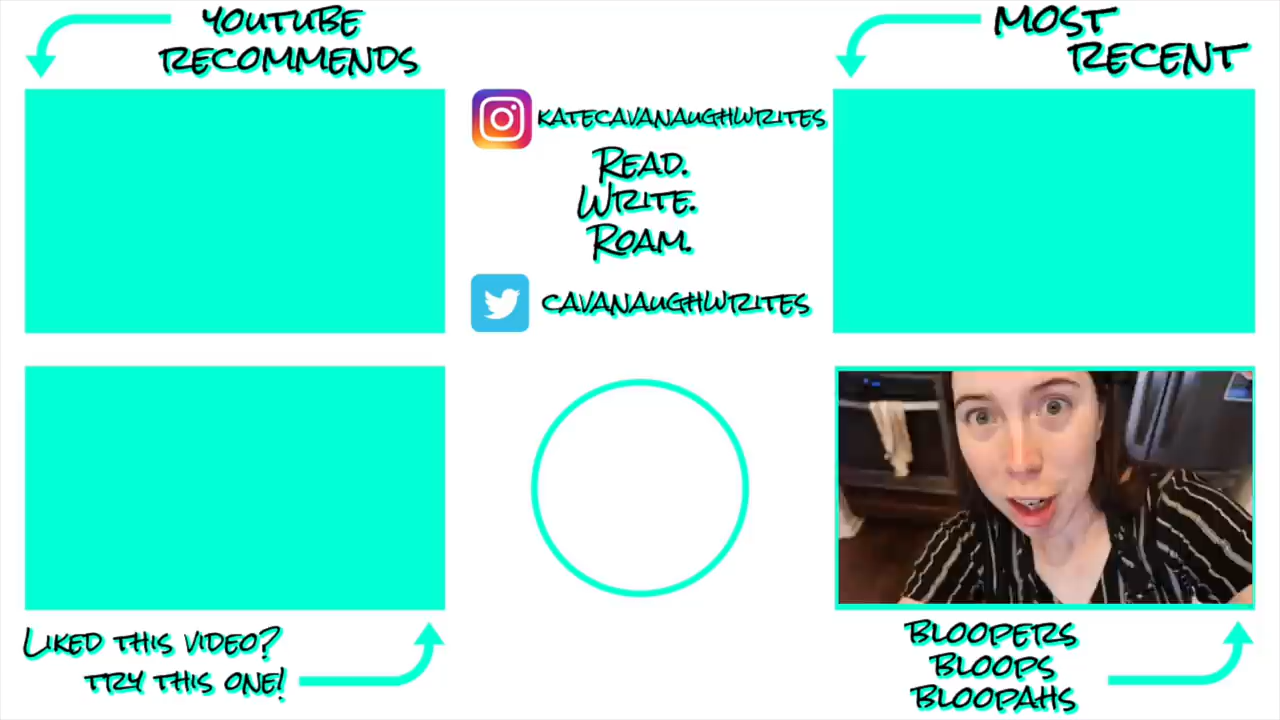 YOUTUBE
RECOMMENDS
MOST
RECENT
KATECAVANAUGHWRITES
READ.
WRITE.
ROAM.
CAVANAUGHWRITES
LIKED THIS VIDEO?
TRY THIS ONE!
BLOOPERS
BLOOPS
BLOOPAHS